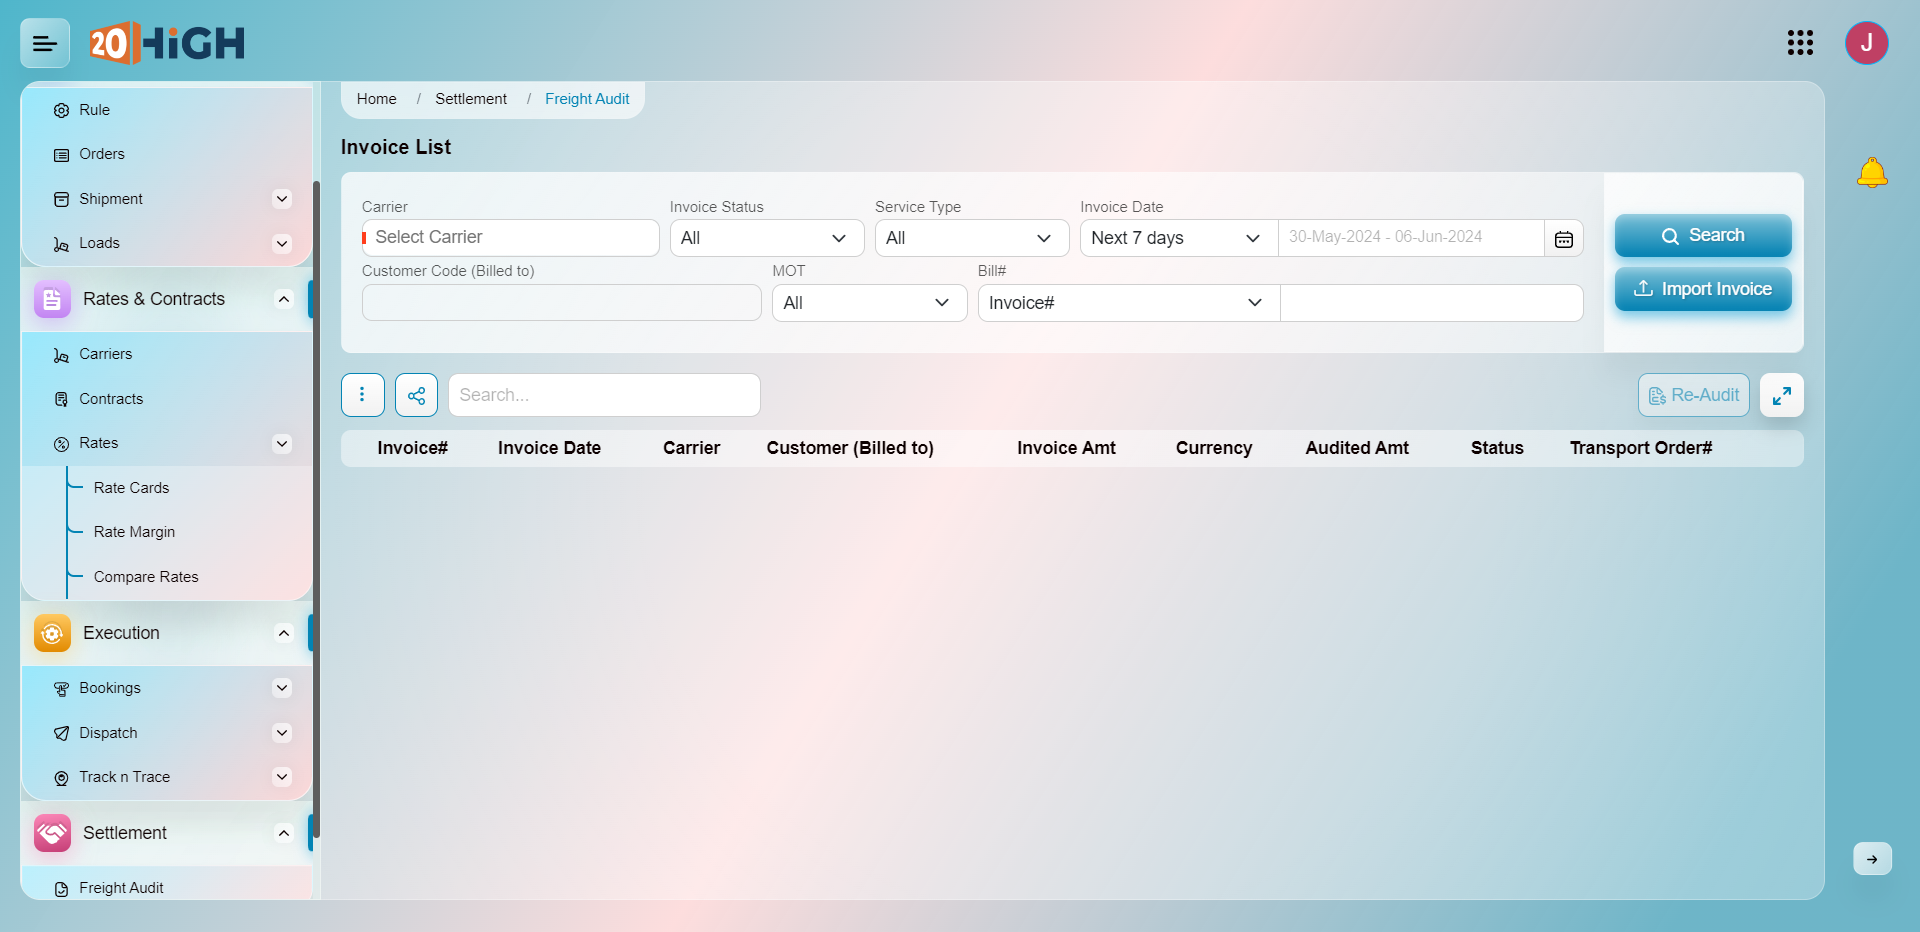 20HiGH
J
Rule
Orders
Shipment
Loads
Rates & Contracts
Carriers
Contracts
Rates
Rate Cards
Rate Margin
Compare Rates
Execution
Bookings
Dispatch
Track n Trace
Settlement
Freight Audit
Home / Settlement / Freight Audit
Invoice List
Carrier Invoice Status Service Type Invoice Date
Select Carrier All All Next 7 days 30-May-2024 - 06-Jun-2024
Customer Code (Billed to) MOT Bill#
All Invoice#
Search
Import Invoice
Search... Re-Audit
Invoice# Invoice Date Carrier Customer (Billed to) Invoice Amt Currency Audited Amt Status Transport Order#